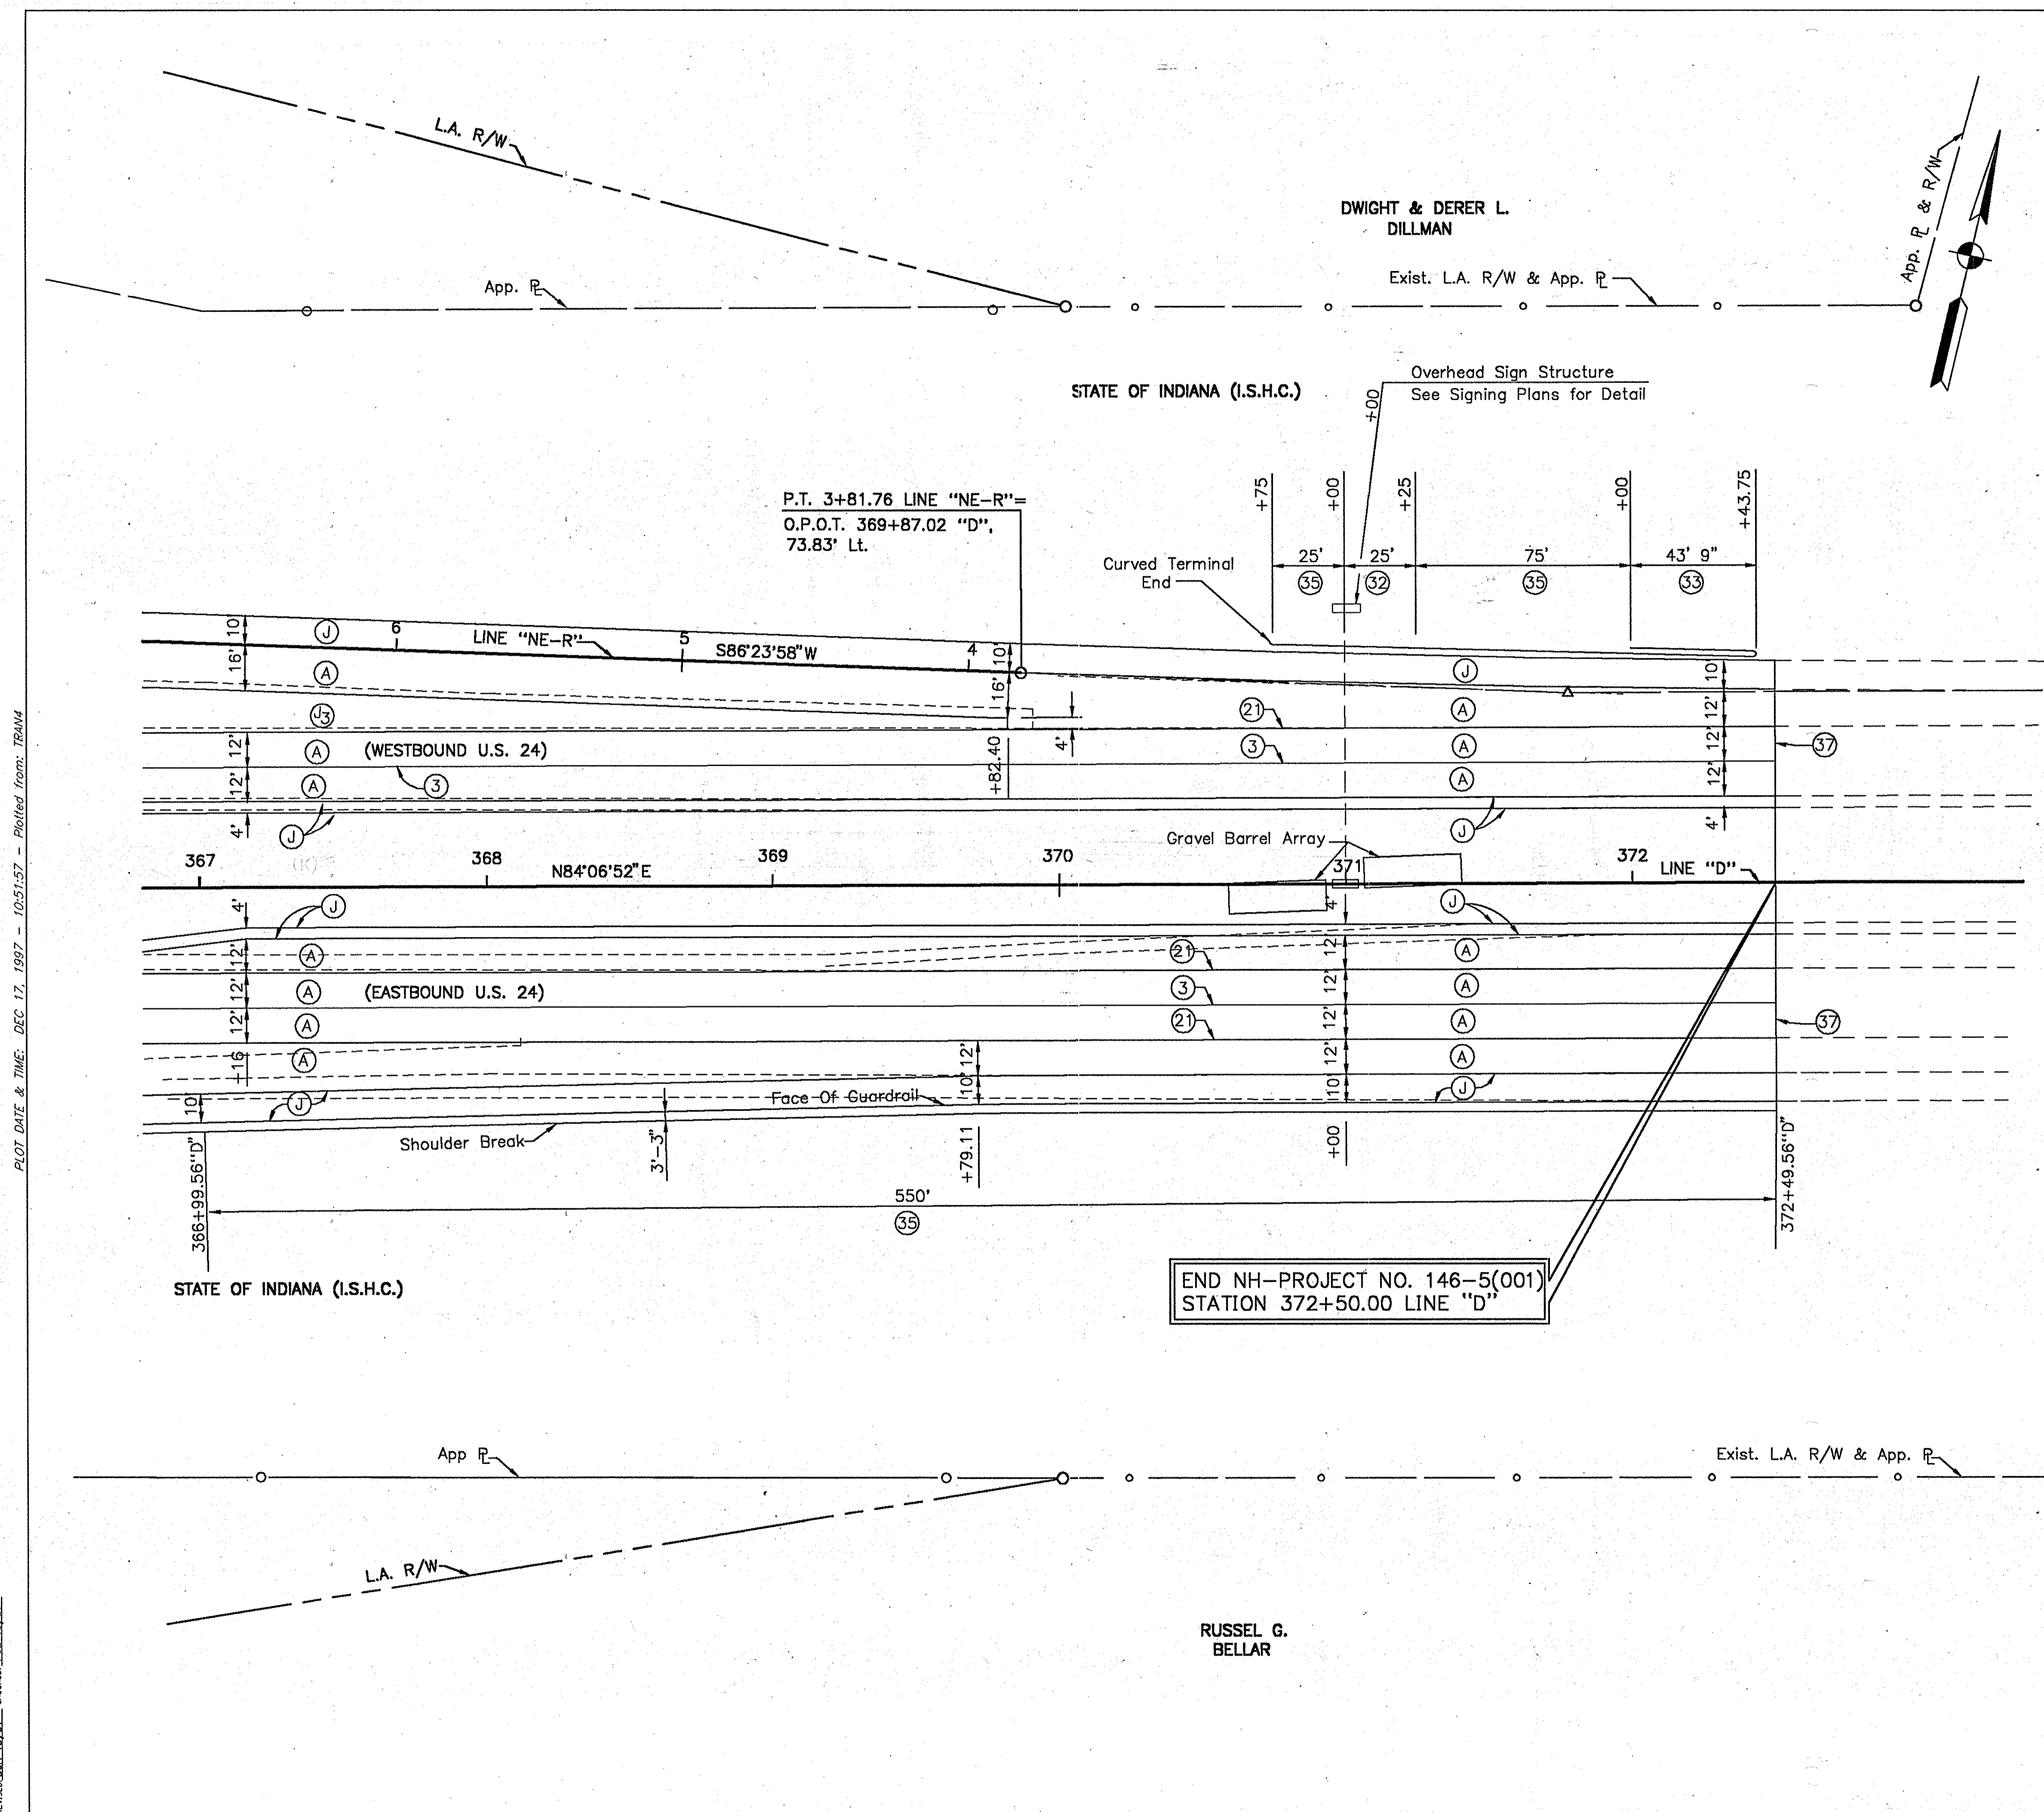 L.A. R/W
DWIGHT & DERER L.
DILLMAN
App. PL & R/W
App. PL
Exist. L.A. R/W & App. PL
STATE OF INDIANA (I.S.H.C.)
Overhead Sign Structure
See Signing Plans for Detail
+00
P.T. 3+81.76 LINE "NE-R"=
O.P.O.T. 369+87.02 "D",
73.83' Lt.
+75
+00
+25
+00
+43.75
Curved Terminal
End
25'
25'
75'
43' 9"
35
32
35
33
10'
J
6
LINE "NE-R"
5
S86°23'58"W
4
10'
16'
A
16'
J
10'
J3
21
A
12'
12'
A
(WESTBOUND U.S. 24)
+82.40
4'
3
A
12'
37
12'
A
3
A
12'
4'
J
J
4'
Gravel Barrel Array
367
368
369
370
371
372
(K)
N84°06'52"E
LINE "D"
4'
J
4'
J
12'
A
21
12'
A
12'
A
(EASTBOUND U.S. 24)
3
12'
A
12'
A
21
12'
A
37
+16
A
12'
12'
A
10'
J
Face Of Guardrail
10'
10'
J
Shoulder Break
3'-3"
+79.11
+00
366+99.56"D"
372+49.56"D"
550'
35
STATE OF INDIANA (I.S.H.C.)
END NH-PROJECT NO. 146-5(001)
STATION 372+50.00 LINE "D"
App PL
Exist. L.A. R/W & App. PL
L.A. R/W
RUSSEL G.
BELLAR
PLOT DATE & TIME: DEC 17, 1997 - 10:51:57 - Plotted from: TRAN4